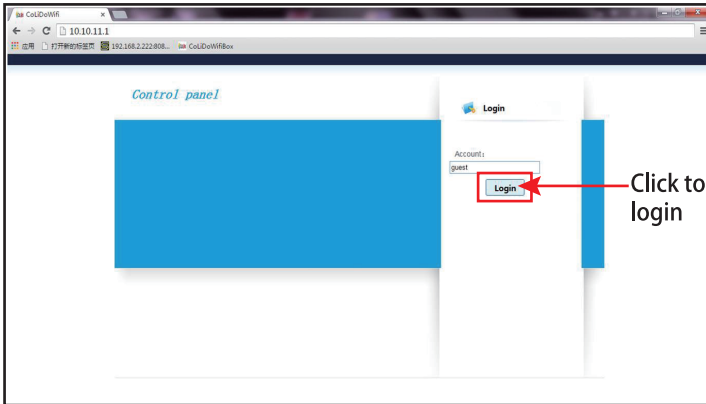 CoLiDoWifi
10.10.11.1
应用 打开新的标签页 192.168.2.222:808... CoLiDoWifiBox
Control panel
Login
Account:
guest
Login
Click to
login